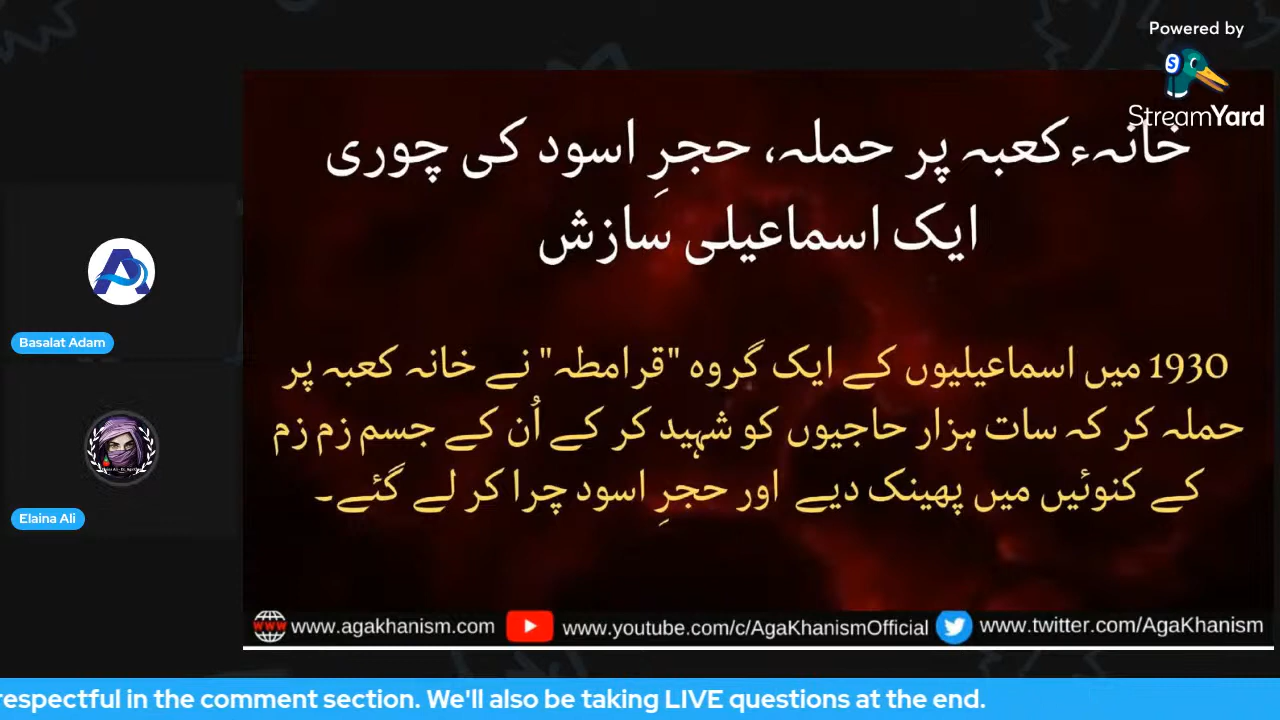 Powered by
StreamYard
خانہء کعبہ پر حملہ، حجرِ اسود کی چوری
ایک اسماعیلی سازش
1930 میں اسماعیلیوں کے ایک گروہ "قرامطہ" نے خانہ کعبہ پر
حملہ کر کہ سات ہزار حاجیوں کو شہید کر کے اُن کے جسم زم زم
کے کنوئیں میں پھینک دیے اور حجرِ اسود چرا کر لے گئے۔
Basalat Adam
Elaina Ali
www.agakhanism.com
www.youtube.com/c/AgaKhanismOfficial
www.twitter.com/AgaKhanism
respectful in the comment section. We'll also be taking LIVE questions at the end.